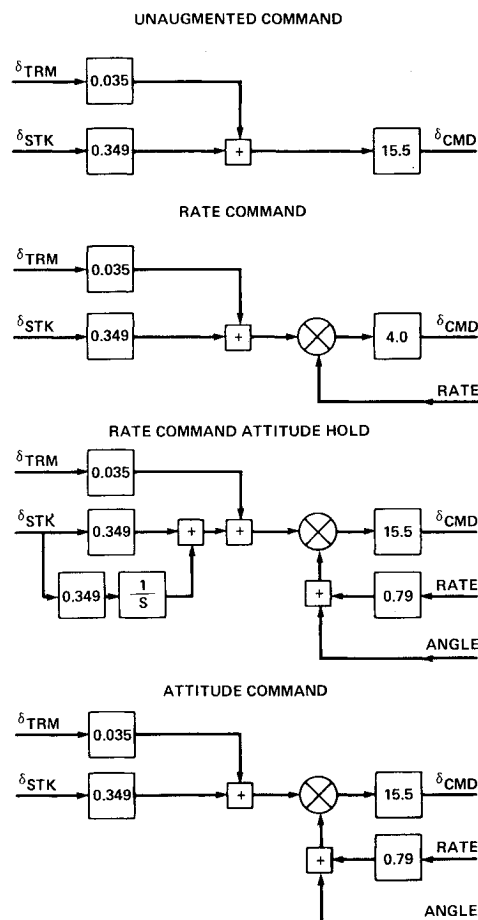 UNAUGMENTED COMMAND
δTRM
0.035
δSTK
0.349
+
15.5
δCMD
RATE COMMAND
δTRM
0.035
δSTK
0.349
+
4.0
δCMD
RATE
RATE COMMAND ATTITUDE HOLD
δTRM
0.035
δSTK
0.349
+
+
15.5
δCMD
0.349
1
S
+
0.79
RATE
ANGLE
ATTITUDE COMMAND
δTRM
0.035
δSTK
0.349
+
15.5
δCMD
+
0.79
RATE
ANGLE